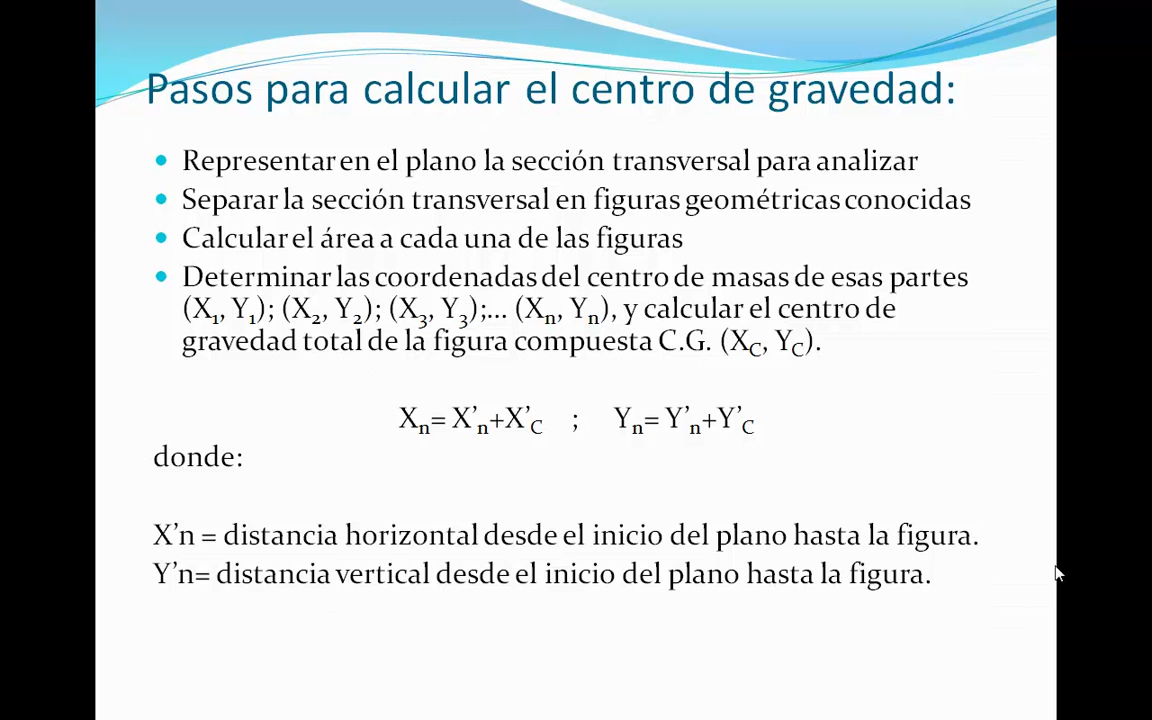 Pasos para calcular el centro de gravedad:
Representar en el plano la sección transversal para analizar
Separar la sección transversal en figuras geométricas conocidas
Calcular el área a cada una de las figuras
Determinar las coordenadas del centro de masas de esas partes
(X₁, Y₁); (X₂, Y₂); (X₃, Y₃);... (Xₙ, Yₙ), y calcular el centro de
gravedad total de la figura compuesta C.G. (X_C, Y_C).
Xₙ= X’ₙ+X’_C ; Yₙ= Y’ₙ+Y’_C
donde:
X’n = distancia horizontal desde el inicio del plano hasta la figura.
Y’n= distancia vertical desde el inicio del plano hasta la figura.